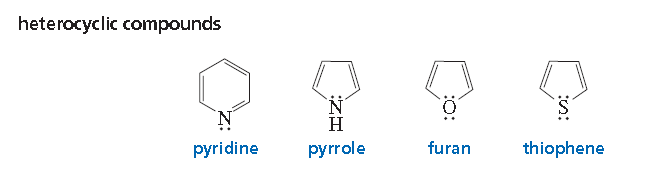 heterocyclic compounds
N N O S
H
pyridine pyrrole furan thiophene